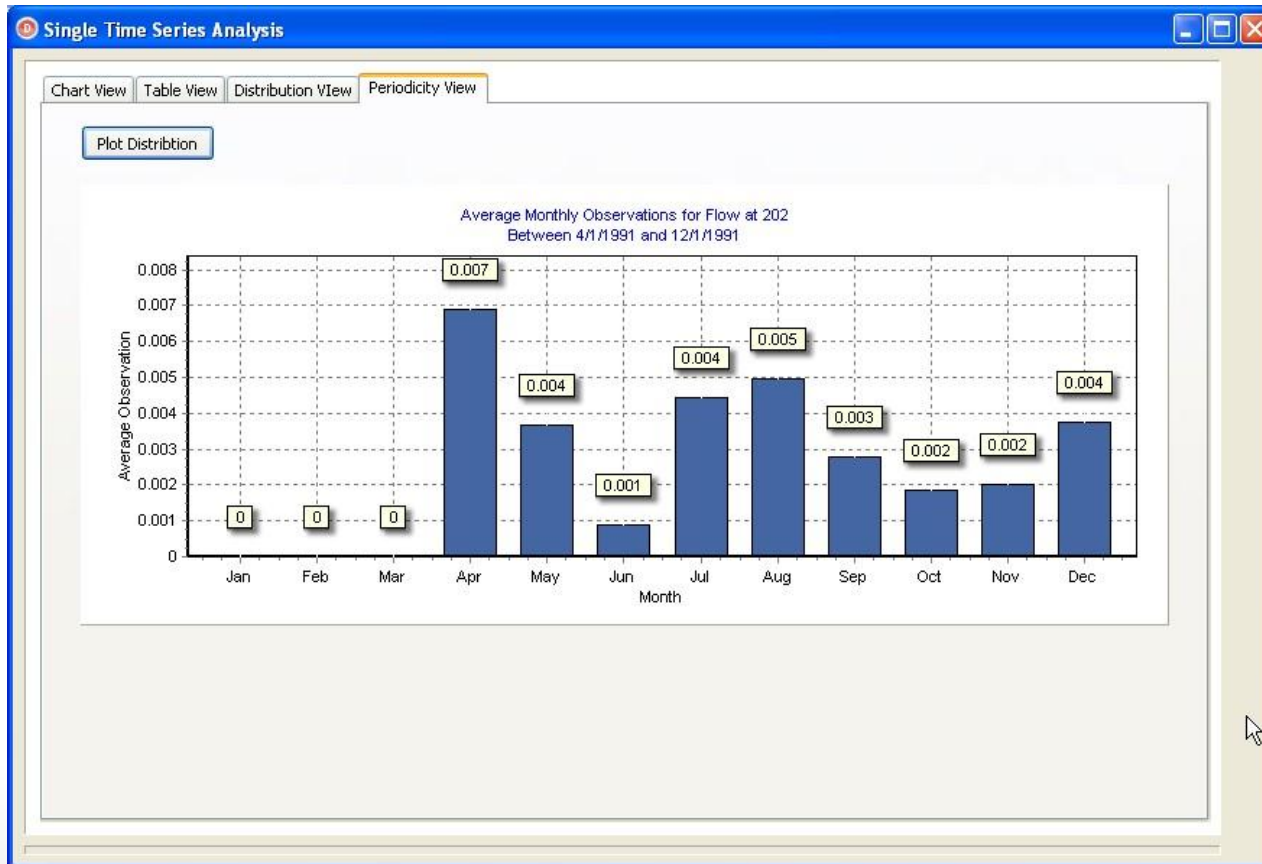 Single Time Series Analysis
Chart View Table View Distribution VIew Periodicity View
Plot Distribtion
Average Monthly Observations for Flow at 202
Between 4/1/1991 and 12/1/1991
Average Observation
0.008
0.007
0.006
0.005
0.004
0.003
0.002
0.001
0
0 0 0 0.007 0.004 0.001 0.004 0.005 0.003 0.002 0.002 0.004
Jan Feb Mar Apr May Jun Jul Aug Sep Oct Nov Dec
Month